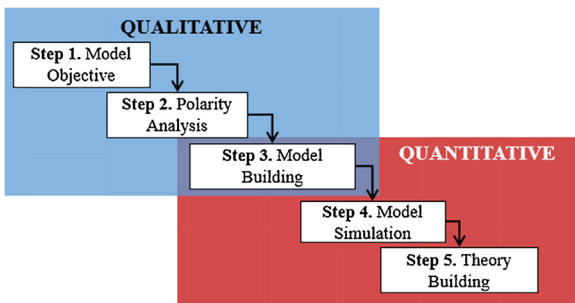 QUALITATIVE
Step 1. Model
Objective
Step 2. Polarity
Analysis
Step 3. Model
Building
QUANTITATIVE
Step 4. Model
Simulation
Step 5. Theory
Building